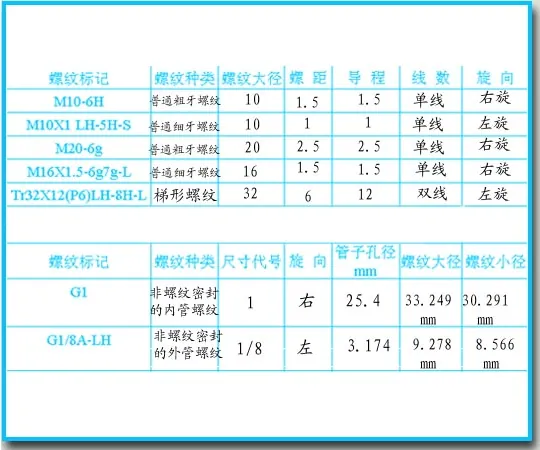 螺纹标记 螺纹种类 螺纹大径 螺 距 导 程 线 数 旋 向
M10-6H 普通粗牙螺纹 10 1.5 1.5 单线 右旋
M10X1 LH-5H-S 普通细牙螺纹 10 1 1 单线 左旋
M20-6g 普通粗牙螺纹 20 2.5 2.5 单线 右旋
M16X1.5-6g7g-L 普通细牙螺纹 16 1.5 1.5 单线 右旋
Tr32X12(P6)LH-8H-L 梯形螺纹 32 6 12 双线 左旋
螺纹标记 螺纹种类 尺寸代号 旋 向 管子孔径 螺纹大径 螺纹小径
mm
G1 非螺纹密封 1 右 25.4 33.249 30.291
的内管螺纹 mm mm
G1/8A-LH 非螺纹密封 1/8 左 3.174 9.278 8.566
的外管螺纹 mm mm